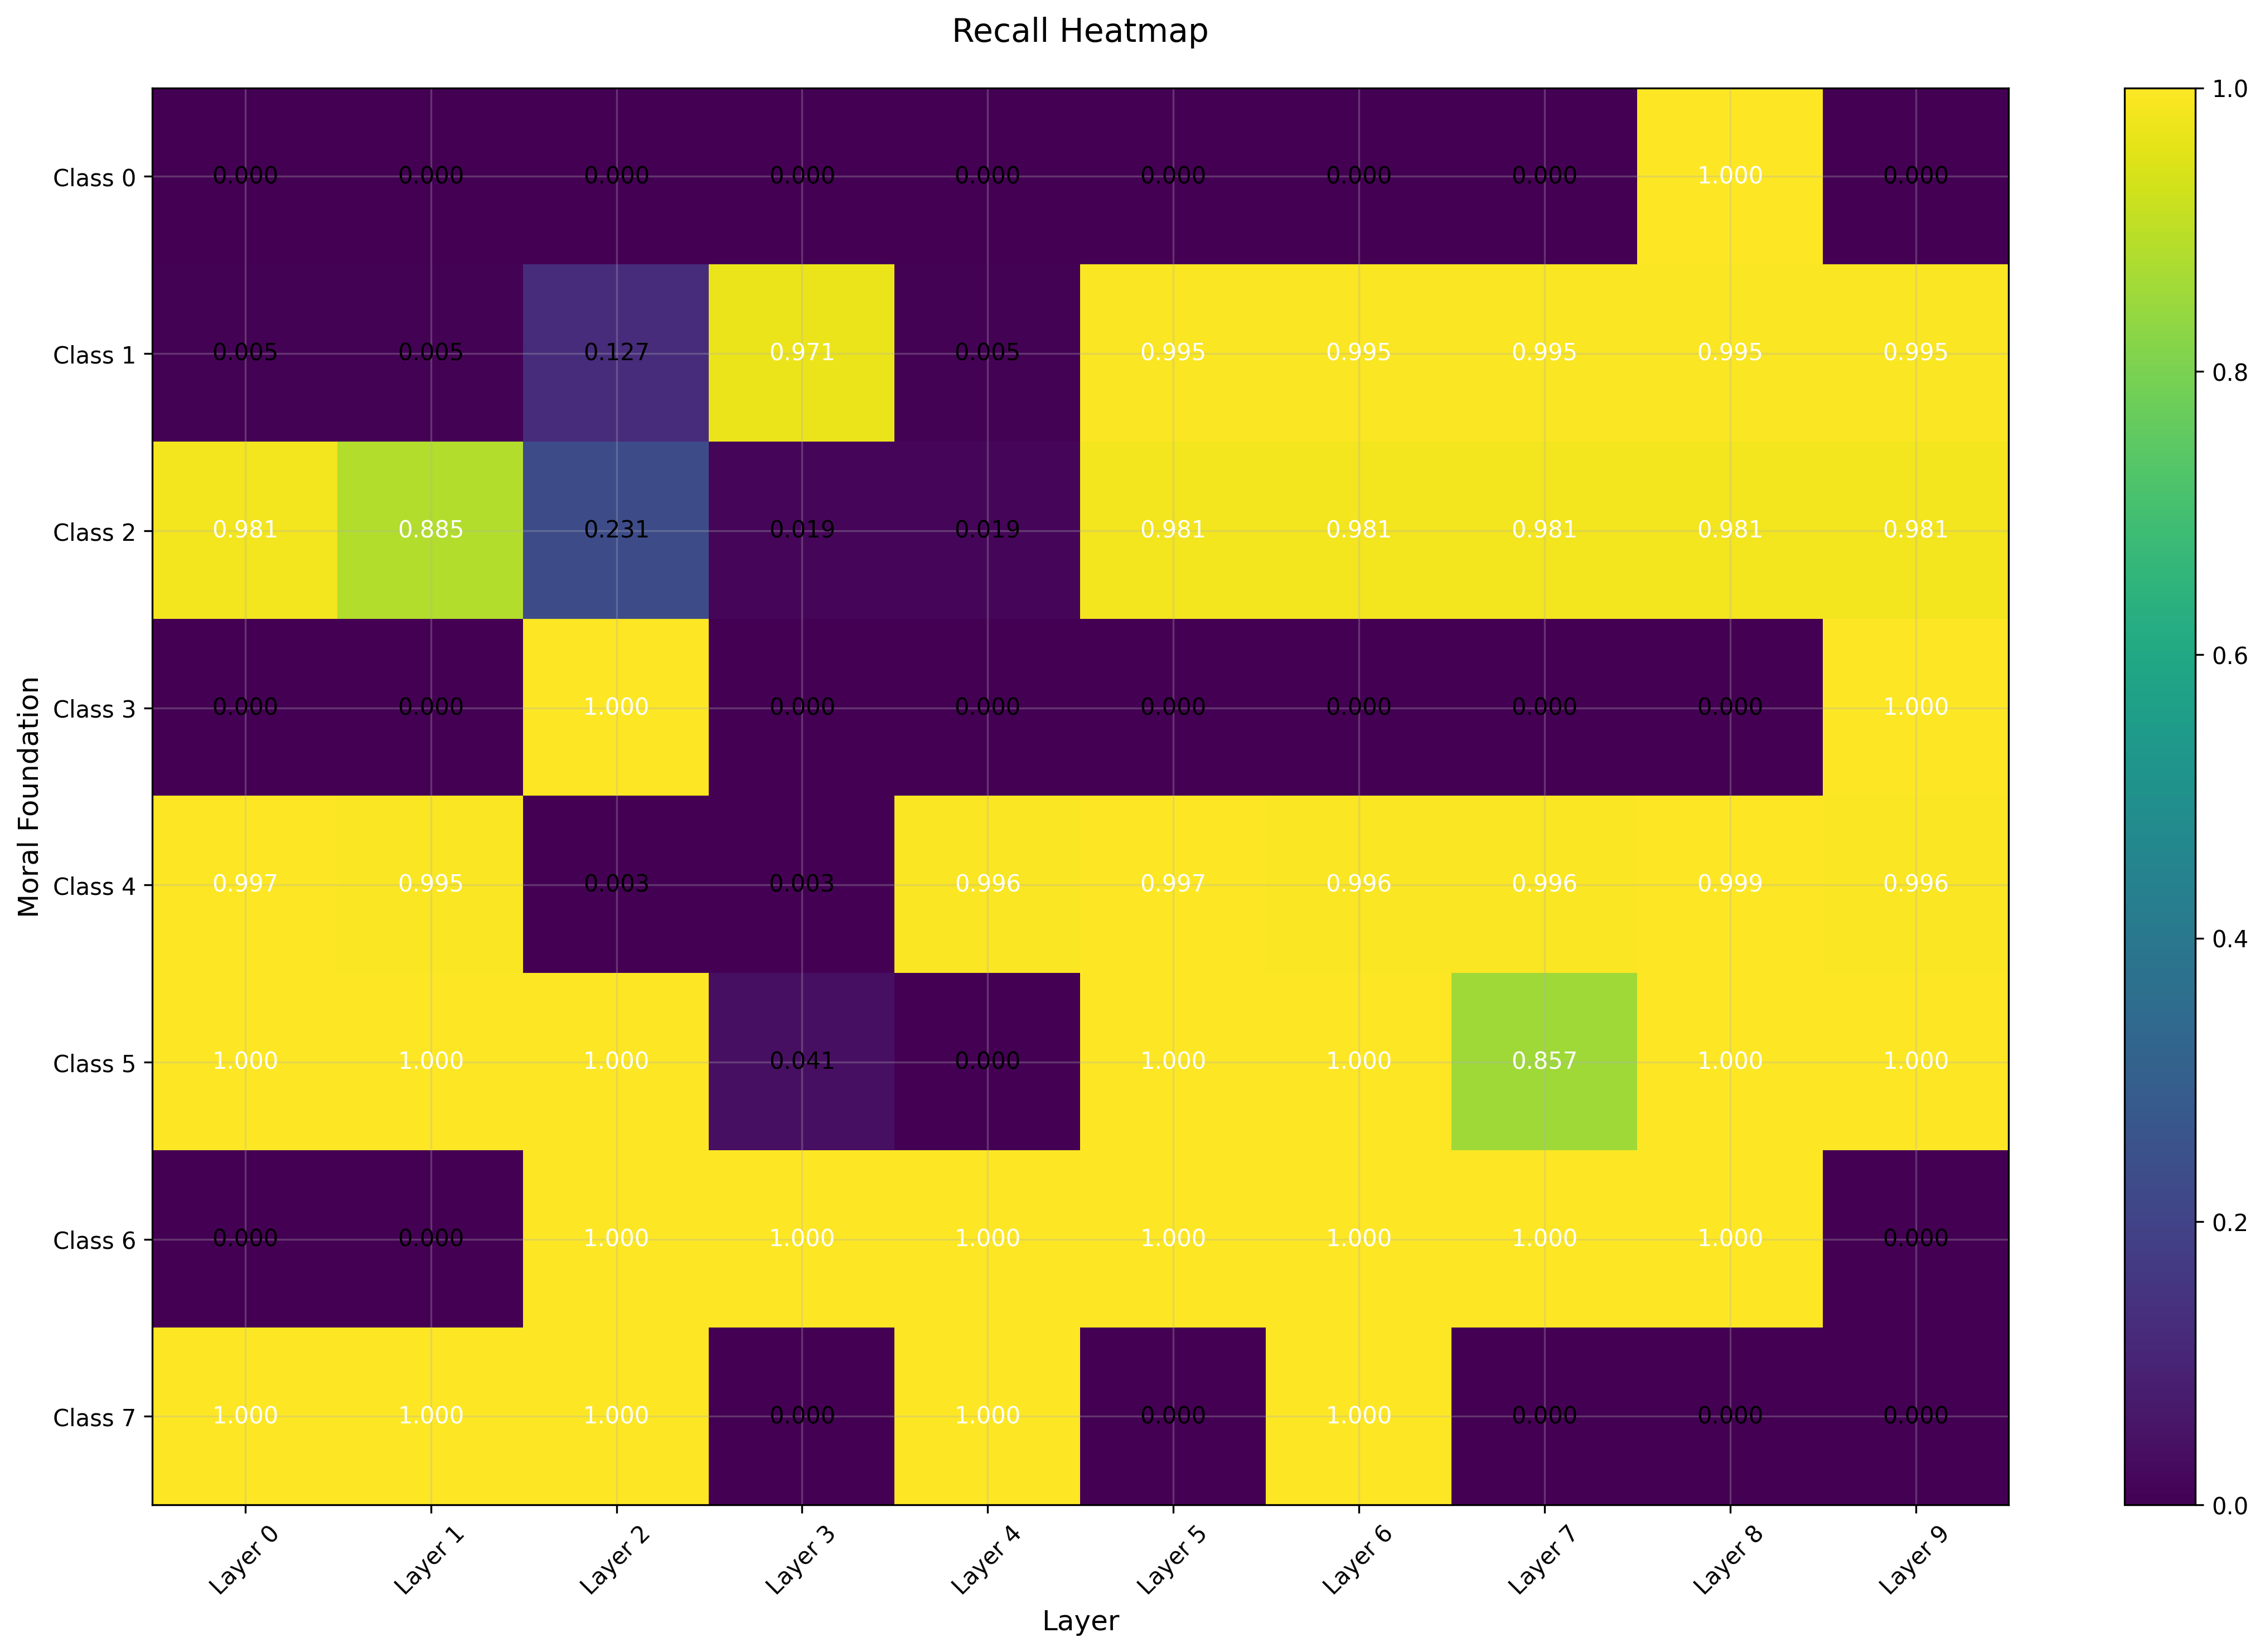 Recall Heatmap
Class 0 0.000 0.000 0.000 0.000 0.000 0.000 0.000 0.000 1.000 0.000
Class 1 0.005 0.005 0.127 0.971 0.005 0.995 0.995 0.995 0.995 0.995
Class 2 0.981 0.885 0.231 0.019 0.019 0.981 0.981 0.981 0.981 0.981
Class 3 0.000 0.000 1.000 0.000 0.000 0.000 0.000 0.000 0.000 1.000
Class 4 0.997 0.995 0.003 0.003 0.996 0.997 0.996 0.996 0.999 0.996
Class 5 1.000 1.000 1.000 0.041 0.000 1.000 1.000 0.857 1.000 1.000
Class 6 0.000 0.000 1.000 1.000 1.000 1.000 1.000 1.000 1.000 0.000
Class 7 1.000 1.000 1.000 0.000 1.000 0.000 1.000 0.000 0.000 0.000
Layer 0 Layer 1 Layer 2 Layer 3 Layer 4 Layer 5 Layer 6 Layer 7 Layer 8 Layer 9
Layer
Moral Foundation
1.0
0.8
0.6
0.4
0.2
0.0